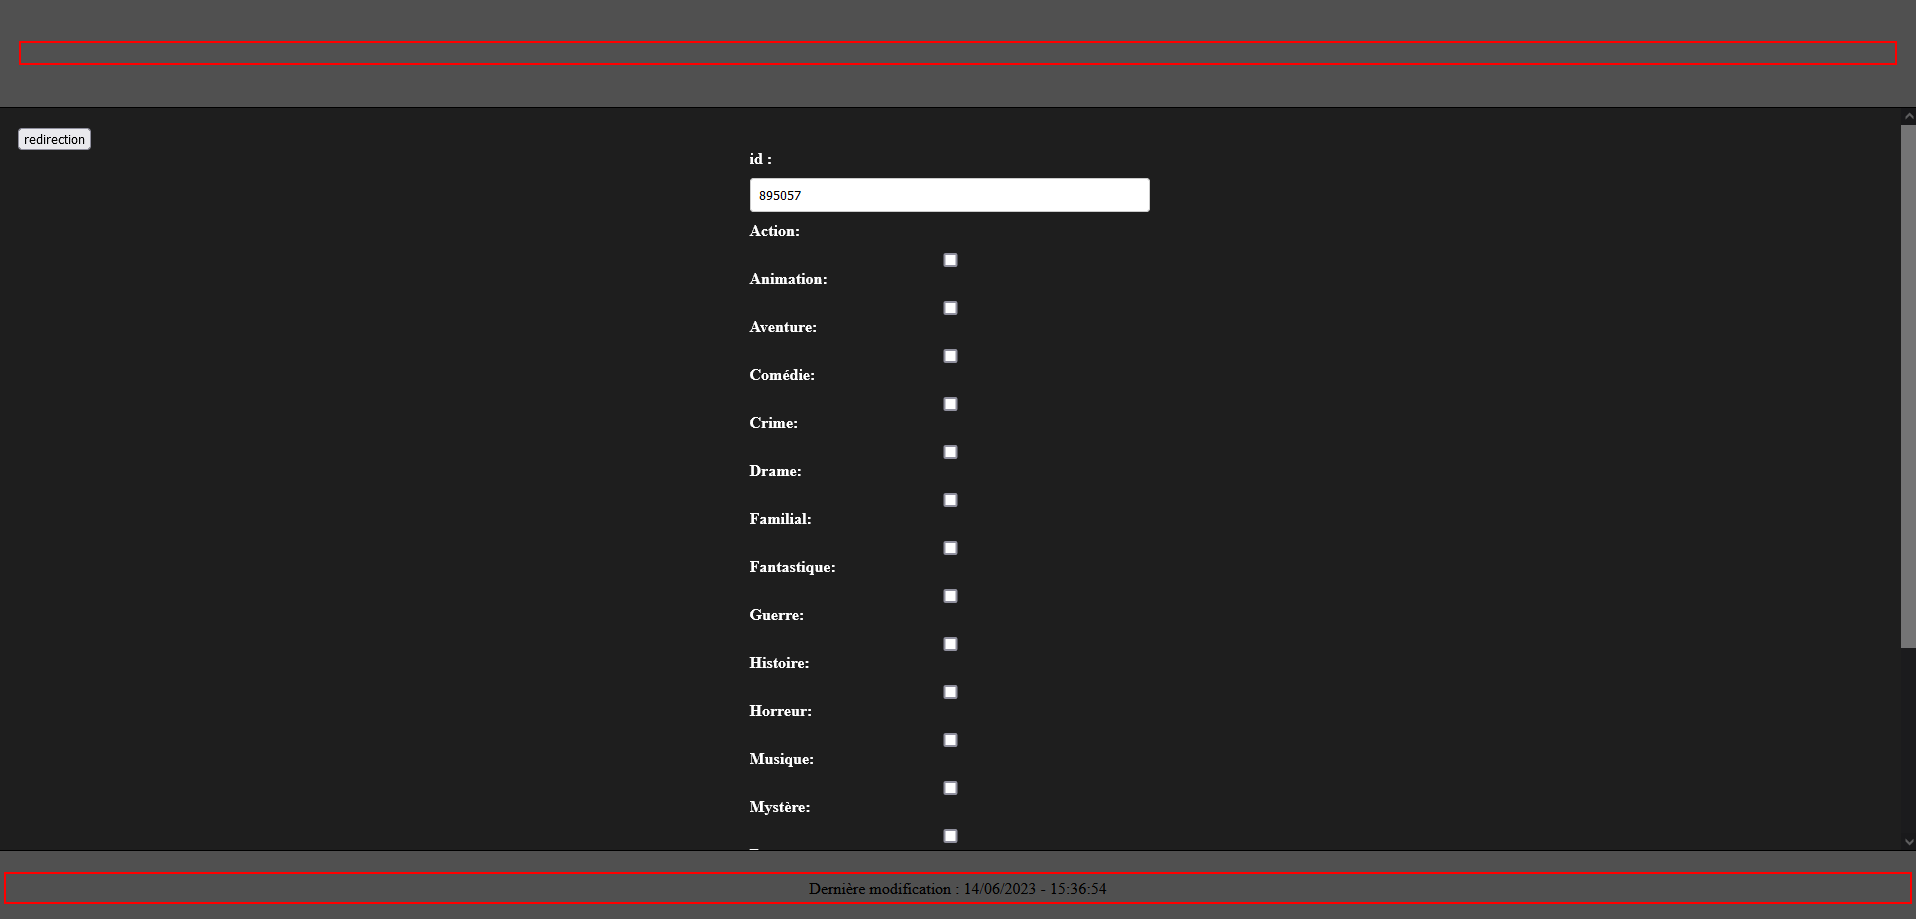 redirection
id :
895057
Action:
Animation:
Aventure:
Comédie:
Crime:
Drame:
Familial:
Fantastique:
Guerre:
Histoire:
Horreur:
Musique:
Mystère:
Dernière modification : 14/06/2023 - 15:36:54